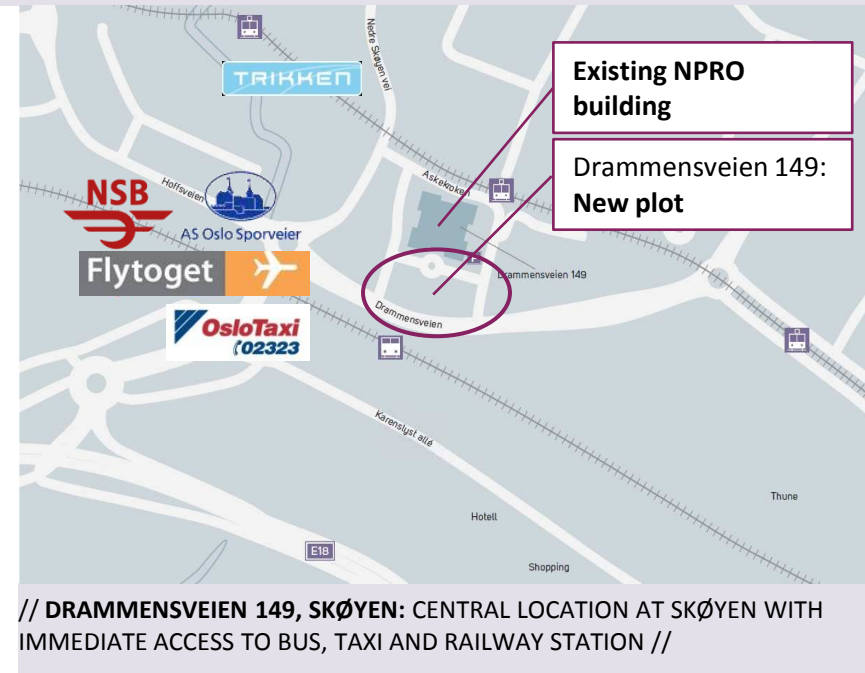 Nedre Skøyen vei
TRIKKEN
Existing NPRO
building
Drammensveien 149:
New plot
Askekroken
Hoffsveien
NSB
AS Oslo Sporveier
Flytoget
Drammensveien 149
Drammensveien
OsloTaxi
02323
Karenslyst allé
Thune
Hotell
E18
Shopping
// DRAMMENSVEIEN 149, SKØYEN: CENTRAL LOCATION AT SKØYEN WITH
IMMEDIATE ACCESS TO BUS, TAXI AND RAILWAY STATION //